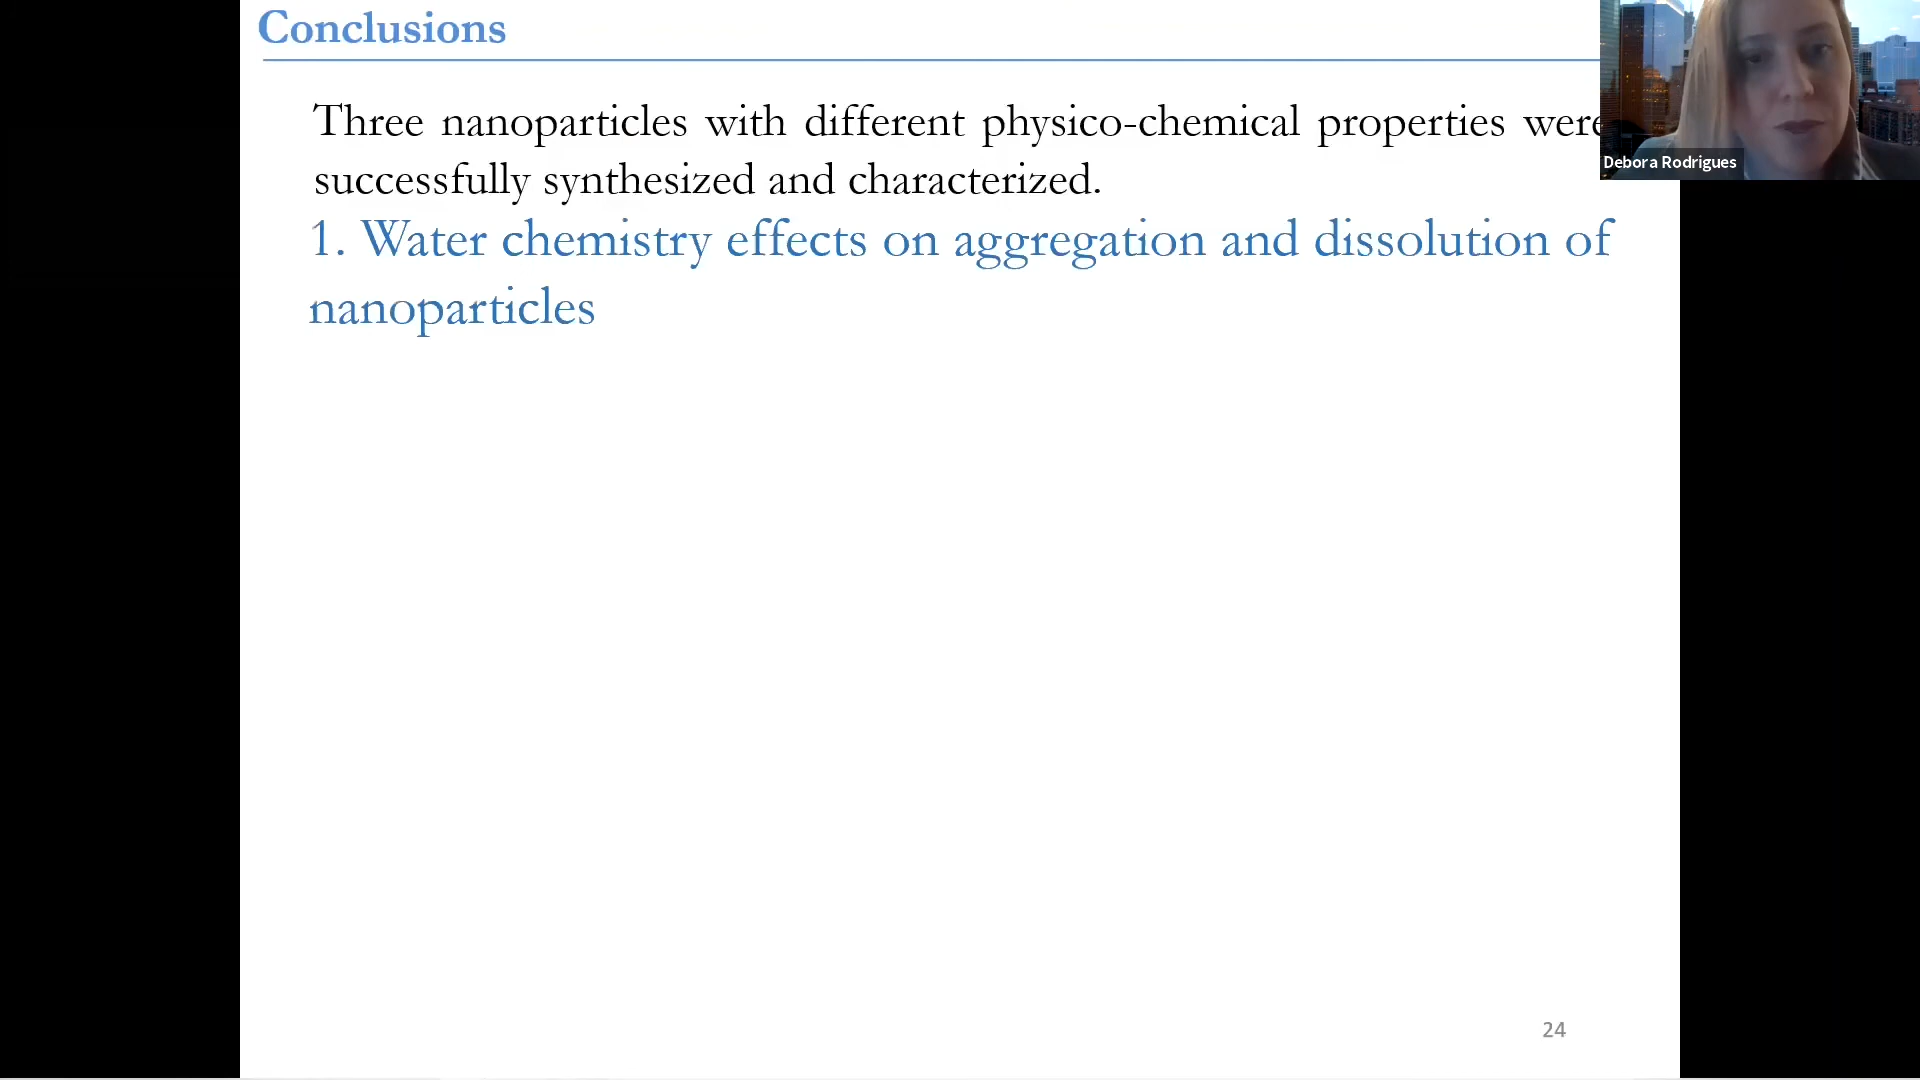 Conclusions
Three nanoparticles with different physico-chemical properties were
successfully synthesized and characterized.
1. Water chemistry effects on aggregation and dissolution of
nanoparticles
Debora Rodrigues
24